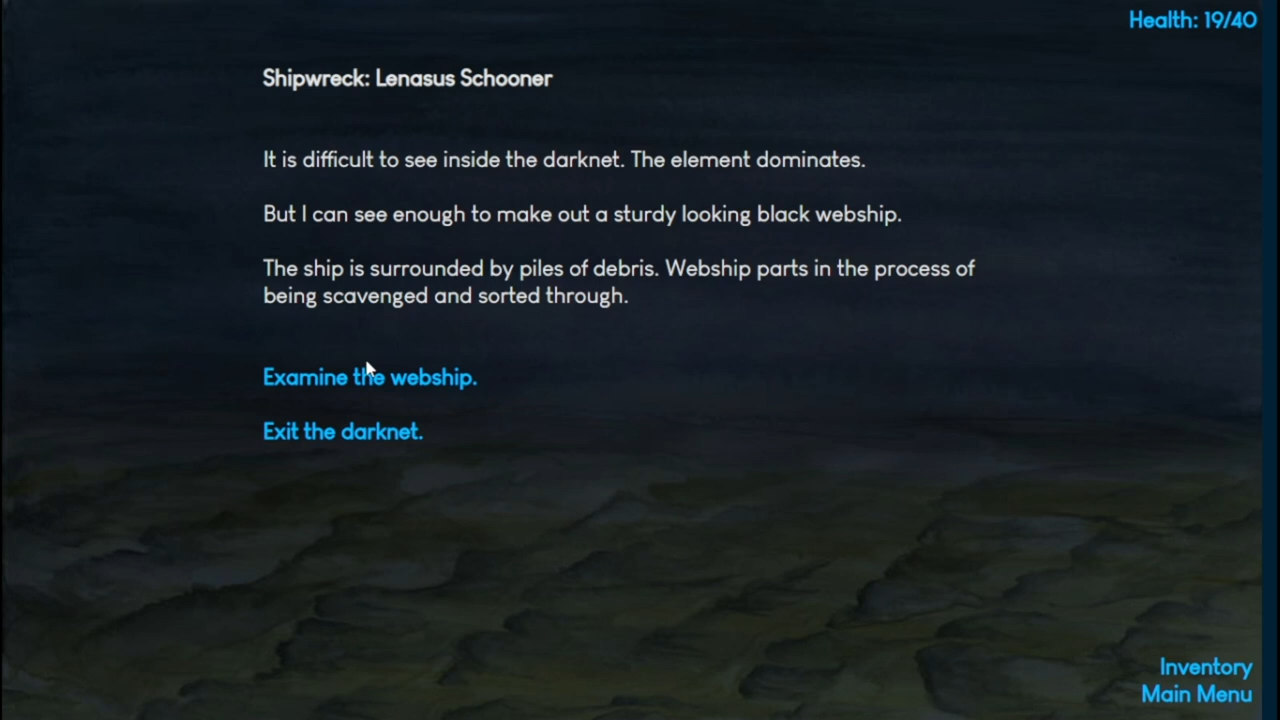 Health: 19/40
Shipwreck: Lenasus Schooner
It is difficult to see inside the darknet. The element dominates.
But I can see enough to make out a sturdy looking black webship.
The ship is surrounded by piles of debris. Webship parts in the process of
being scavenged and sorted through.
Examine the webship.
Exit the darknet.
Inventory
Main Menu